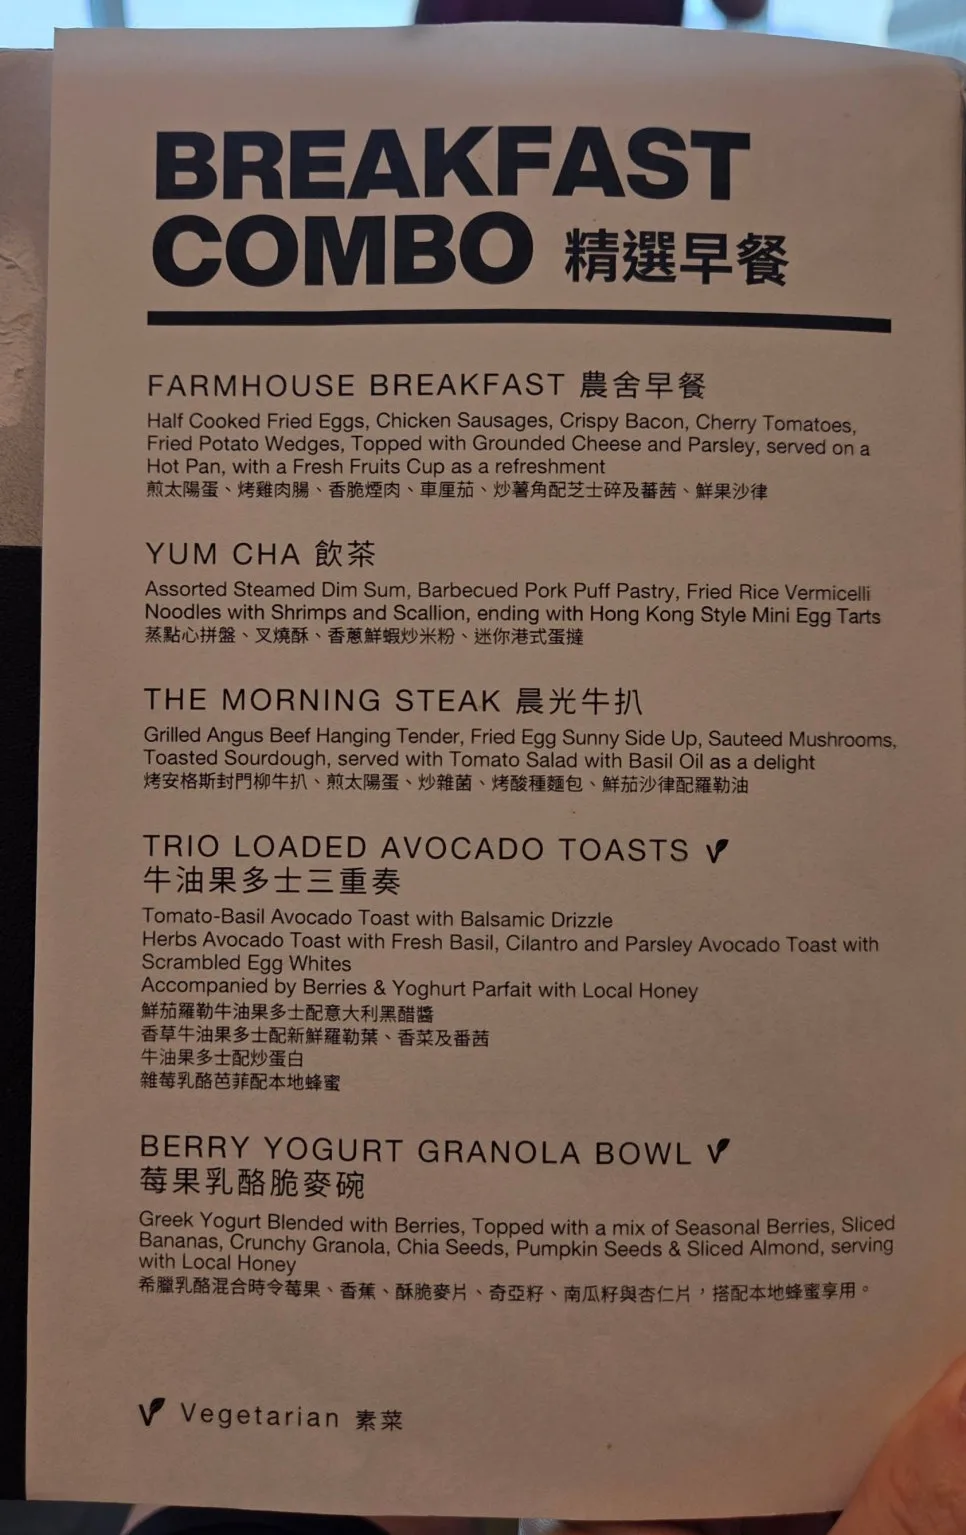 BREAKFAST
COMBO 精選早餐
FARMHOUSE BREAKFAST 農舍早餐
Half Cooked Fried Eggs, Chicken Sausages, Crispy Bacon, Cherry Tomatoes,
Fried Potato Wedges, Topped with Grounded Cheese and Parsley, served on a
Hot Pan, with a Fresh Fruits Cup as a refreshment
煎太陽蛋、烤雞肉腸、香脆煙肉、車厘茄、炒薯角配芝士碎及蕃茜、鮮果沙律
YUM CHA 飲茶
Assorted Steamed Dim Sum, Barbecued Pork Puff Pastry, Fried Rice Vermicelli
Noodles with Shrimps and Scallion, ending with Hong Kong Style Mini Egg Tarts
蒸點心拼盤、叉燒酥、香蔥鮮蝦炒米粉、迷你港式蛋撻
THE MORNING STEAK 晨光牛扒
Grilled Angus Beef Hanging Tender, Fried Egg Sunny Side Up, Sauteed Mushrooms,
Toasted Sourdough, served with Tomato Salad with Basil Oil as a delight
烤安格斯封門柳牛扒、煎太陽蛋、炒雜菌、烤酸種麵包、鮮茄沙律配羅勒油
TRIO LOADED AVOCADO TOASTS
牛油果多士三重奏
Tomato-Basil Avocado Toast with Balsamic Drizzle
Herbs Avocado Toast with Fresh Basil, Cilantro and Parsley Avocado Toast with
Scrambled Egg Whites
Accompanied by Berries & Yoghurt Parfait with Local Honey
鮮茄羅勒牛油果多士配意大利黑醋醬
香草牛油果多士配新鮮羅勒葉、香菜及番茜
牛油果多士配炒蛋白
雜莓乳酪芭菲配本地蜂蜜
BERRY YOGURT GRANOLA BOWL
莓果乳酪脆麥碗
Greek Yogurt Blended with Berries, Topped with a mix of Seasonal Berries, Sliced
Bananas, Crunchy Granola, Chia Seeds, Pumpkin Seeds & Sliced Almond, serving
with Local Honey
希臘乳酪混合時令莓果、香蕉、酥脆麥片、奇亞籽、南瓜籽與杏仁片，搭配本地蜂蜜享用。
Vegetarian 素菜